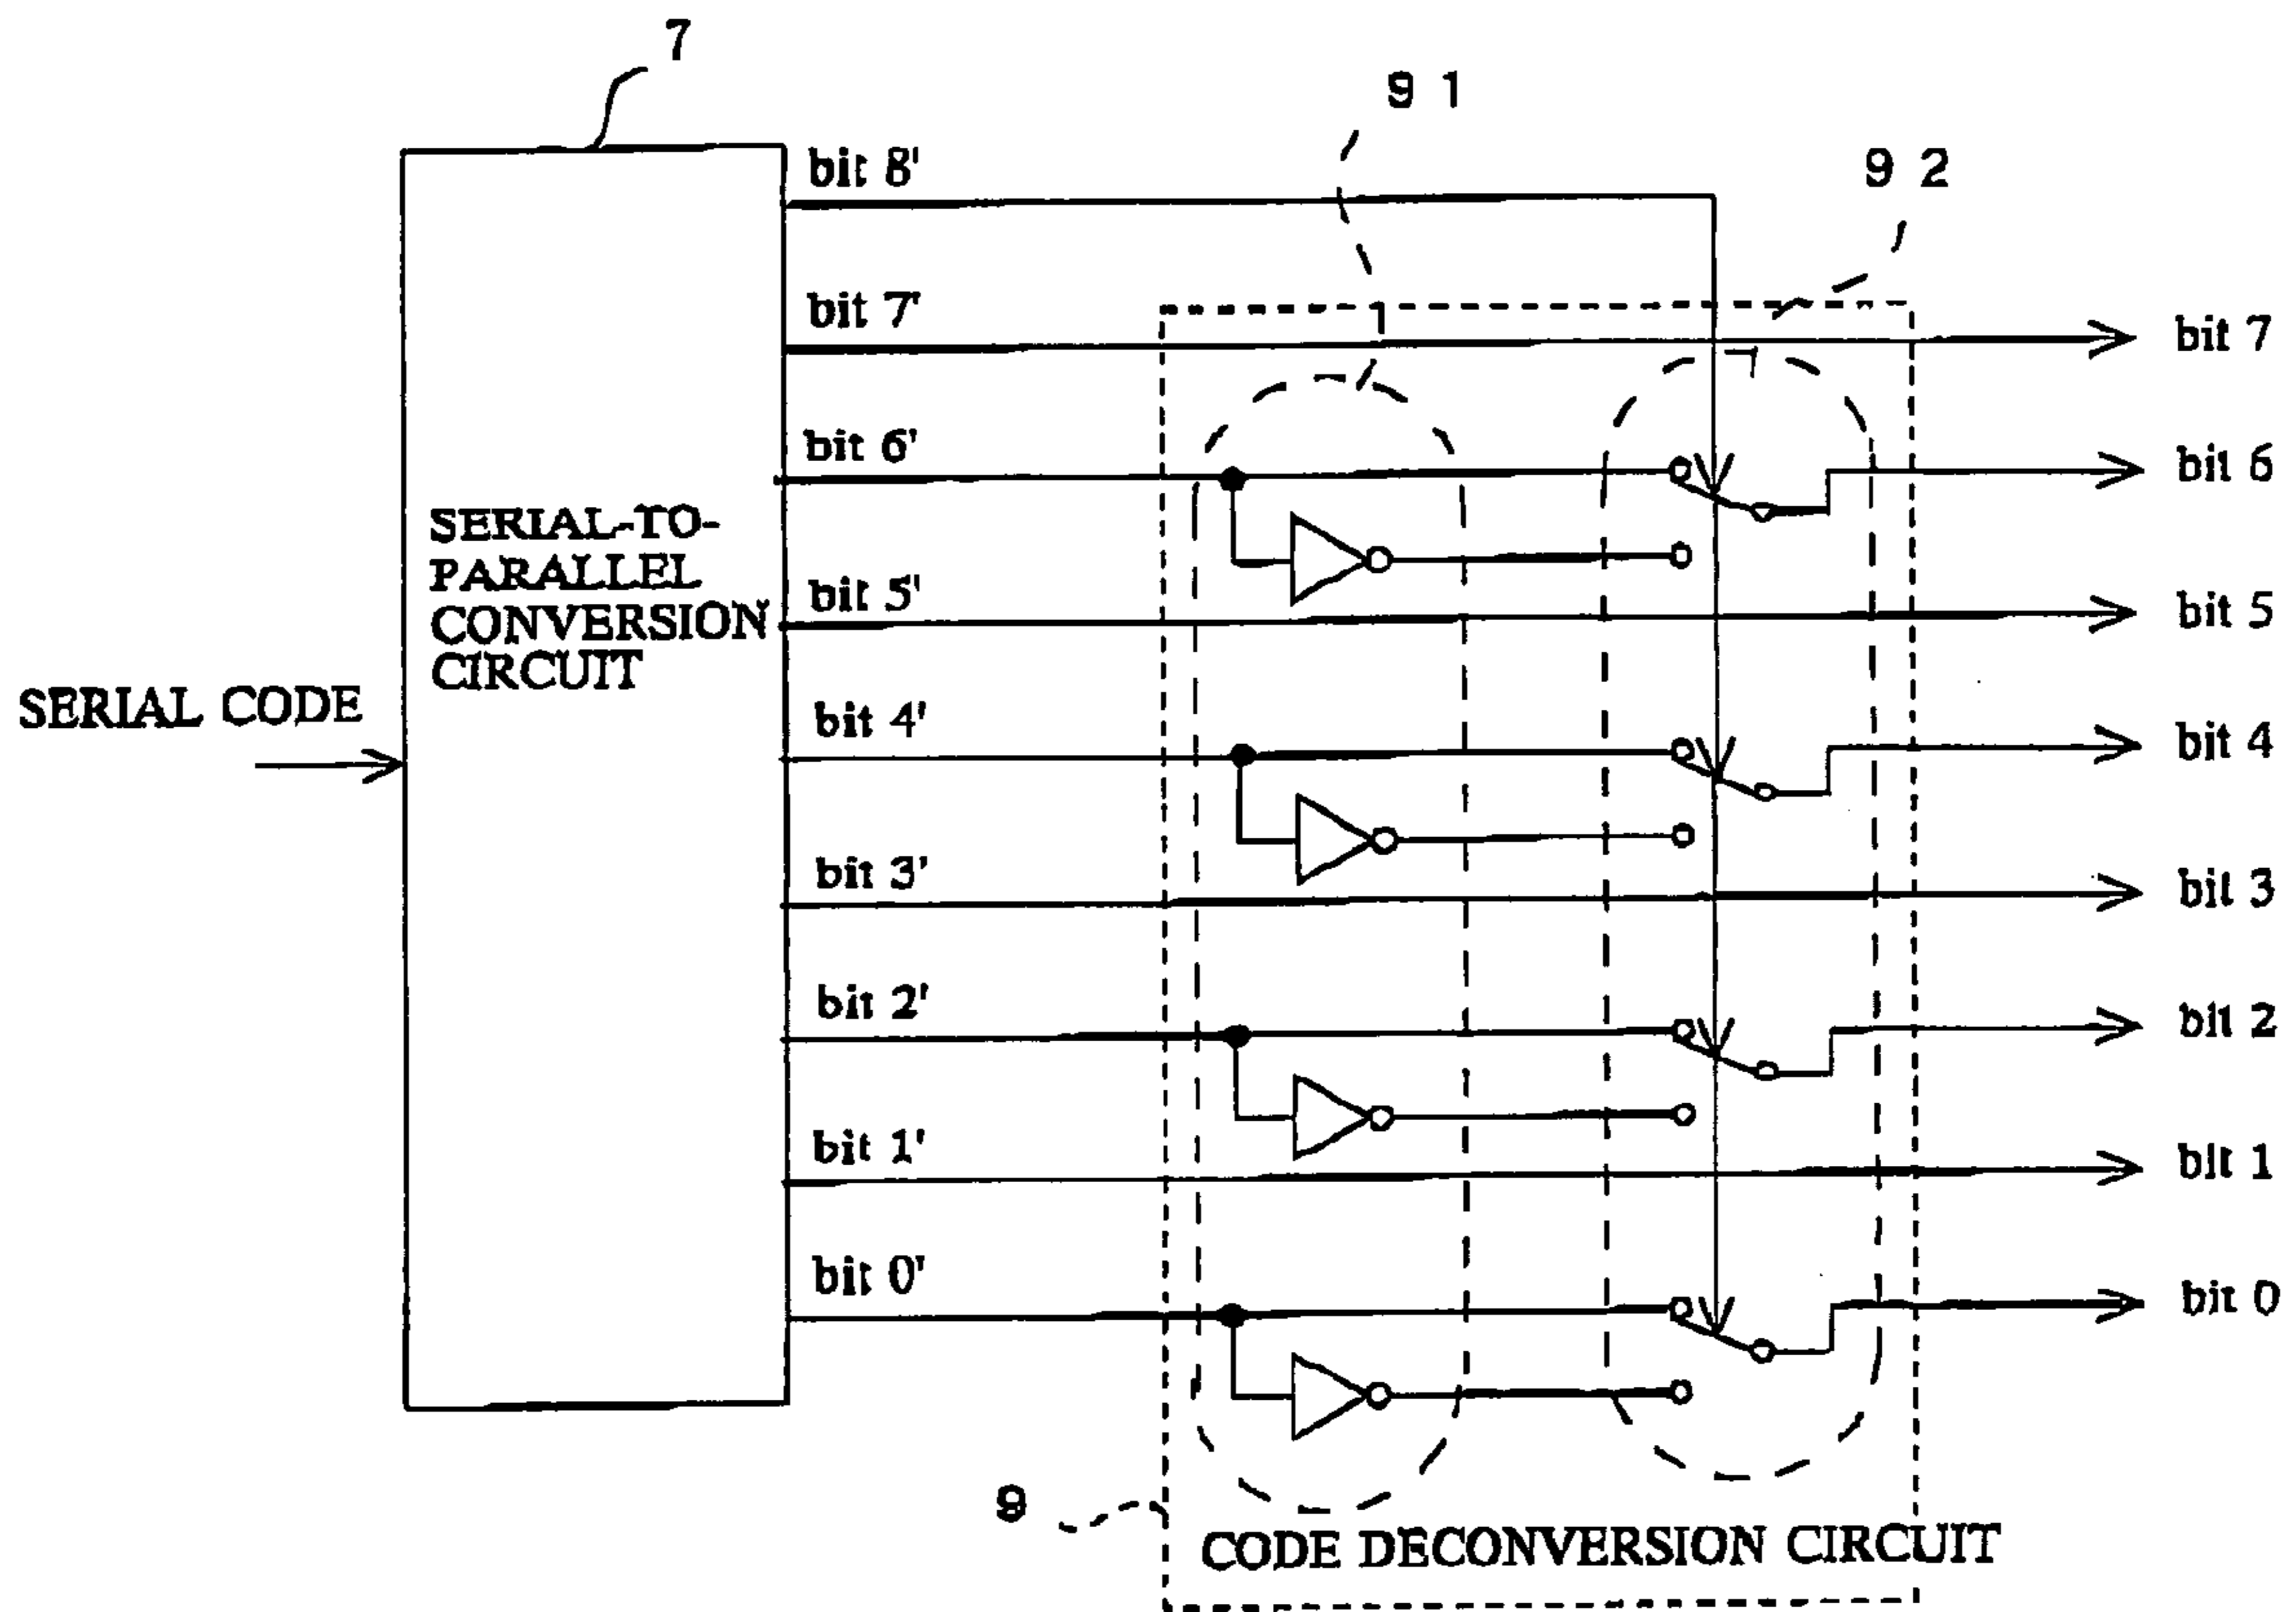 7
9 1
9 2
bit 8'
bit 7'
bit 7
bit 6'
bit 6
SERIAL-TO-
PARALLEL
CONVERSION
CIRCUIT
bit 5'
bit 5
SERIAL CODE
bit 4'
bit 4
bit 3'
bit 3
bit 2'
bit 2
bit 1'
bit 1
bit 0'
bit 0
9
CODE DECONVERSION CIRCUIT